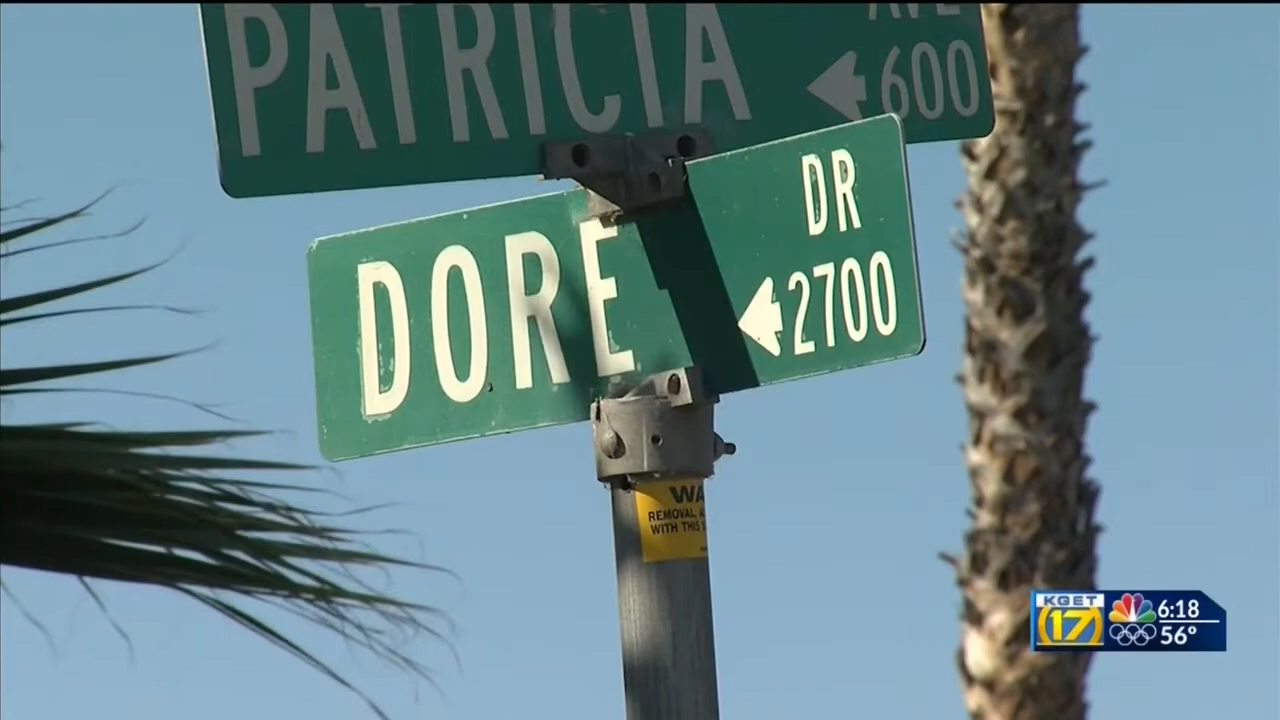 PATRICIA AVE
600
DORE DR
2700
WA
REMOVAL, A
WITH THIS S
KGET
17
6:18
56°